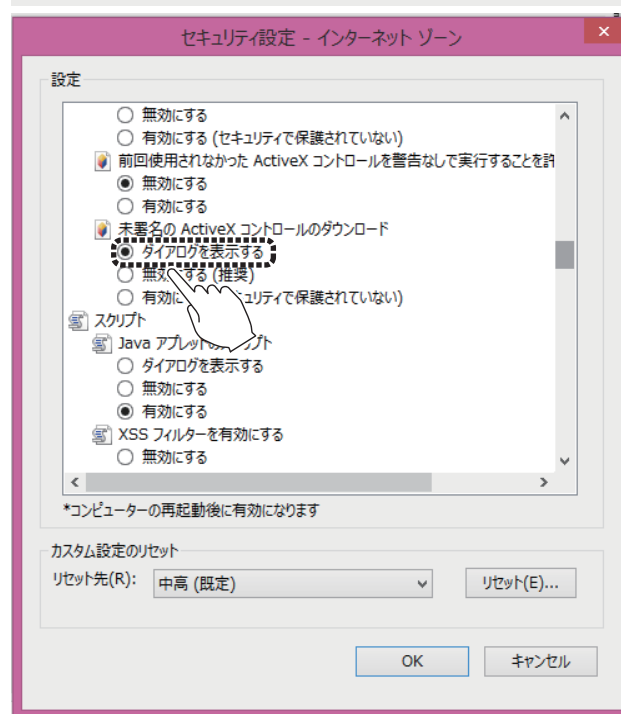 セキュリティ設定 - インターネット ゾーン
設定
無効にする
有効にする (セキュリティで保護されていない)
前回使用されなかった ActiveX コントロールを警告なしで実行することを許
無効にする
有効にする
未署名の ActiveX コントロールのダウンロード
ダイアログを表示する
無効にする (推奨)
有効に ュリティで保護されていない)
スクリプト
Java アプレットの プト
ダイアログを表示する
無効にする
有効にする
XSS フィルターを有効にする
無効にする
*コンピューターの再起動後に有効になります
カスタム設定のリセット
リセット先(R):
中高 (既定)
リセット(E)...
OK
キャンセル